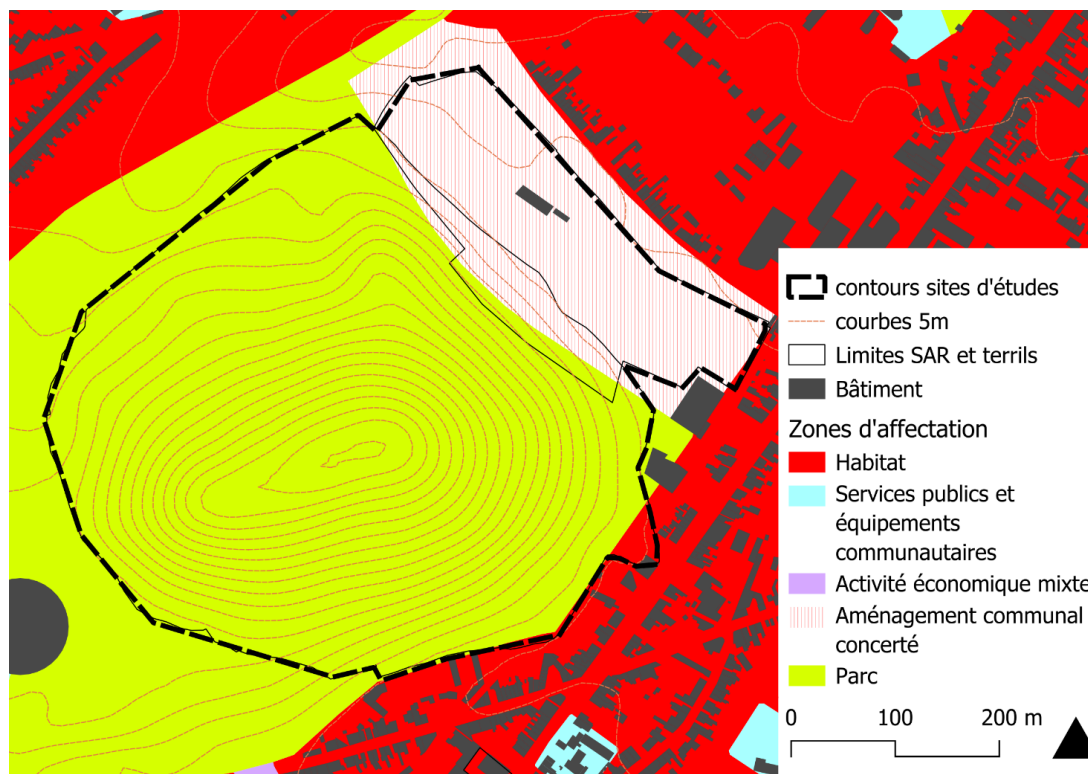 contours sites d'études
courbes 5m
Limites SAR et terrils
Bâtiment
Zones d'affectation
Habitat
Services publics et
équipements
communautaires
Activité économique mixte
Aménagement communal
concerté
Parc
0 100 200 m